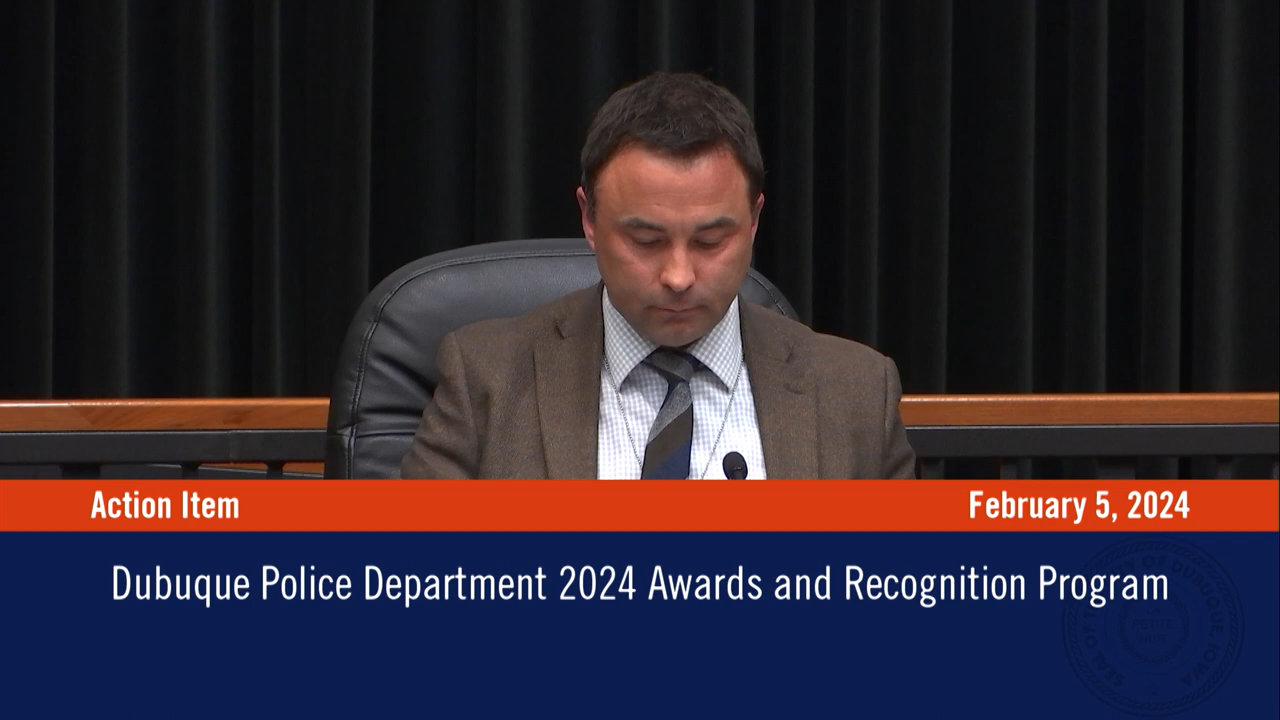 Action Item
February 5, 2024
Dubuque Police Department 2024 Awards and Recognition Program